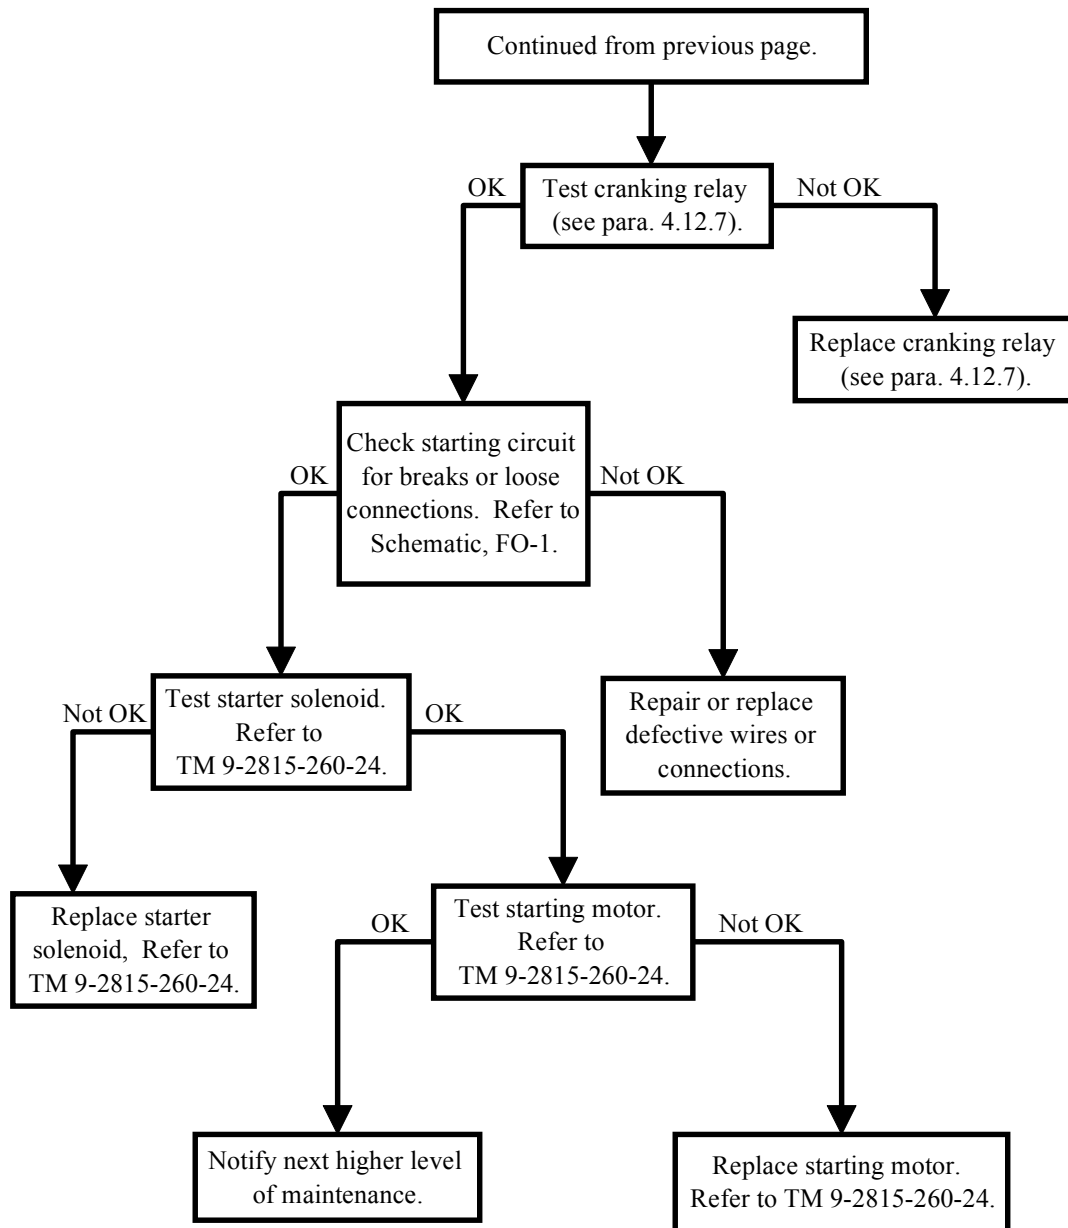 Continued from previous page.
OK
Test cranking relay
(see para. 4.12.7).
Not OK
Replace cranking relay
(see para. 4.12.7).
OK
Check starting circuit
for breaks or loose
connections.  Refer to
Schematic, FO-1.
Not OK
Not OK
Test starter solenoid.
Refer to
TM 9-2815-260-24.
OK
Repair or replace
defective wires or
connections.
Replace starter
solenoid,  Refer to
TM 9-2815-260-24.
OK
Test starting motor.
Refer to
TM 9-2815-260-24.
Not OK
Notify next higher level
of maintenance.
Replace starting motor.
Refer to TM 9-2815-260-24.